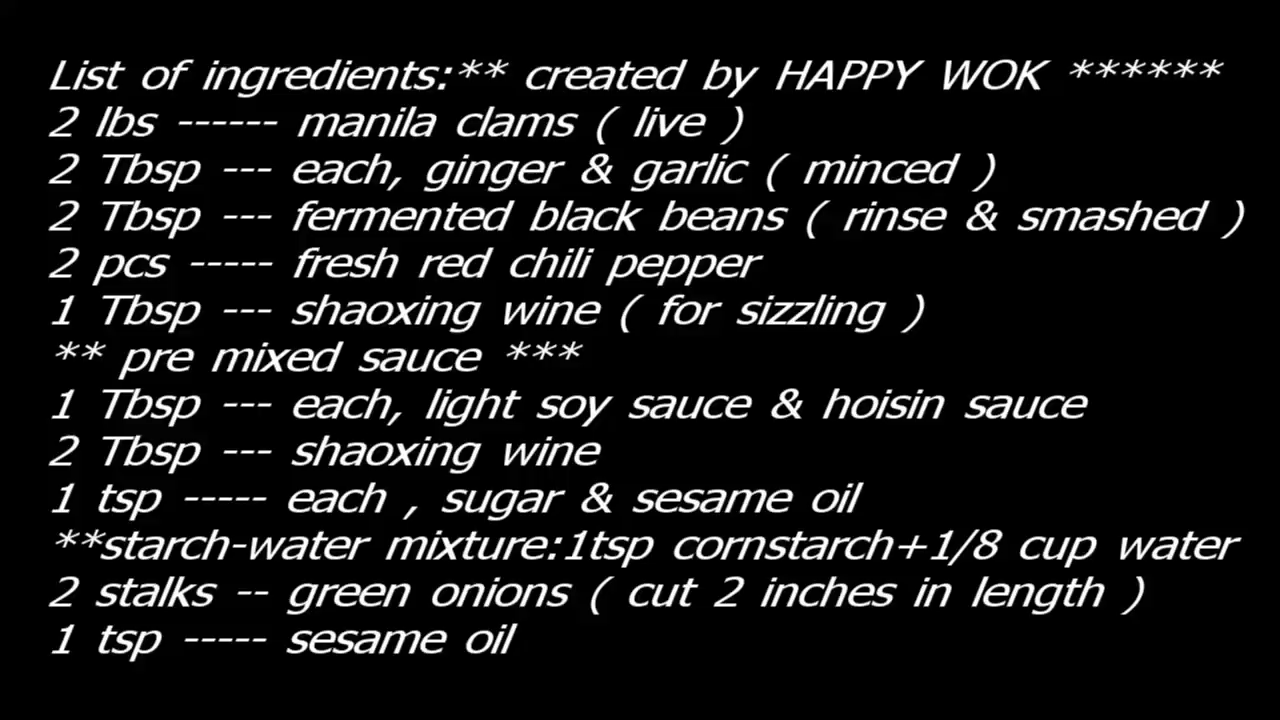 List of ingredients:** created by HAPPY WOK ******
2 lbs ------ manila clams ( live )
2 Tbsp --- each, ginger & garlic ( minced )
2 Tbsp --- fermented black beans ( rinse & smashed )
2 pcs ----- fresh red chili pepper
1 Tbsp --- shaoxing wine ( for sizzling )
** pre mixed sauce ***
1 Tbsp --- each, light soy sauce & hoisin sauce
2 Tbsp --- shaoxing wine
1 tsp ----- each , sugar & sesame oil
**starch-water mixture:1tsp cornstarch+1/8 cup water
2 stalks -- green onions ( cut 2 inches in length )
1 tsp ----- sesame oil